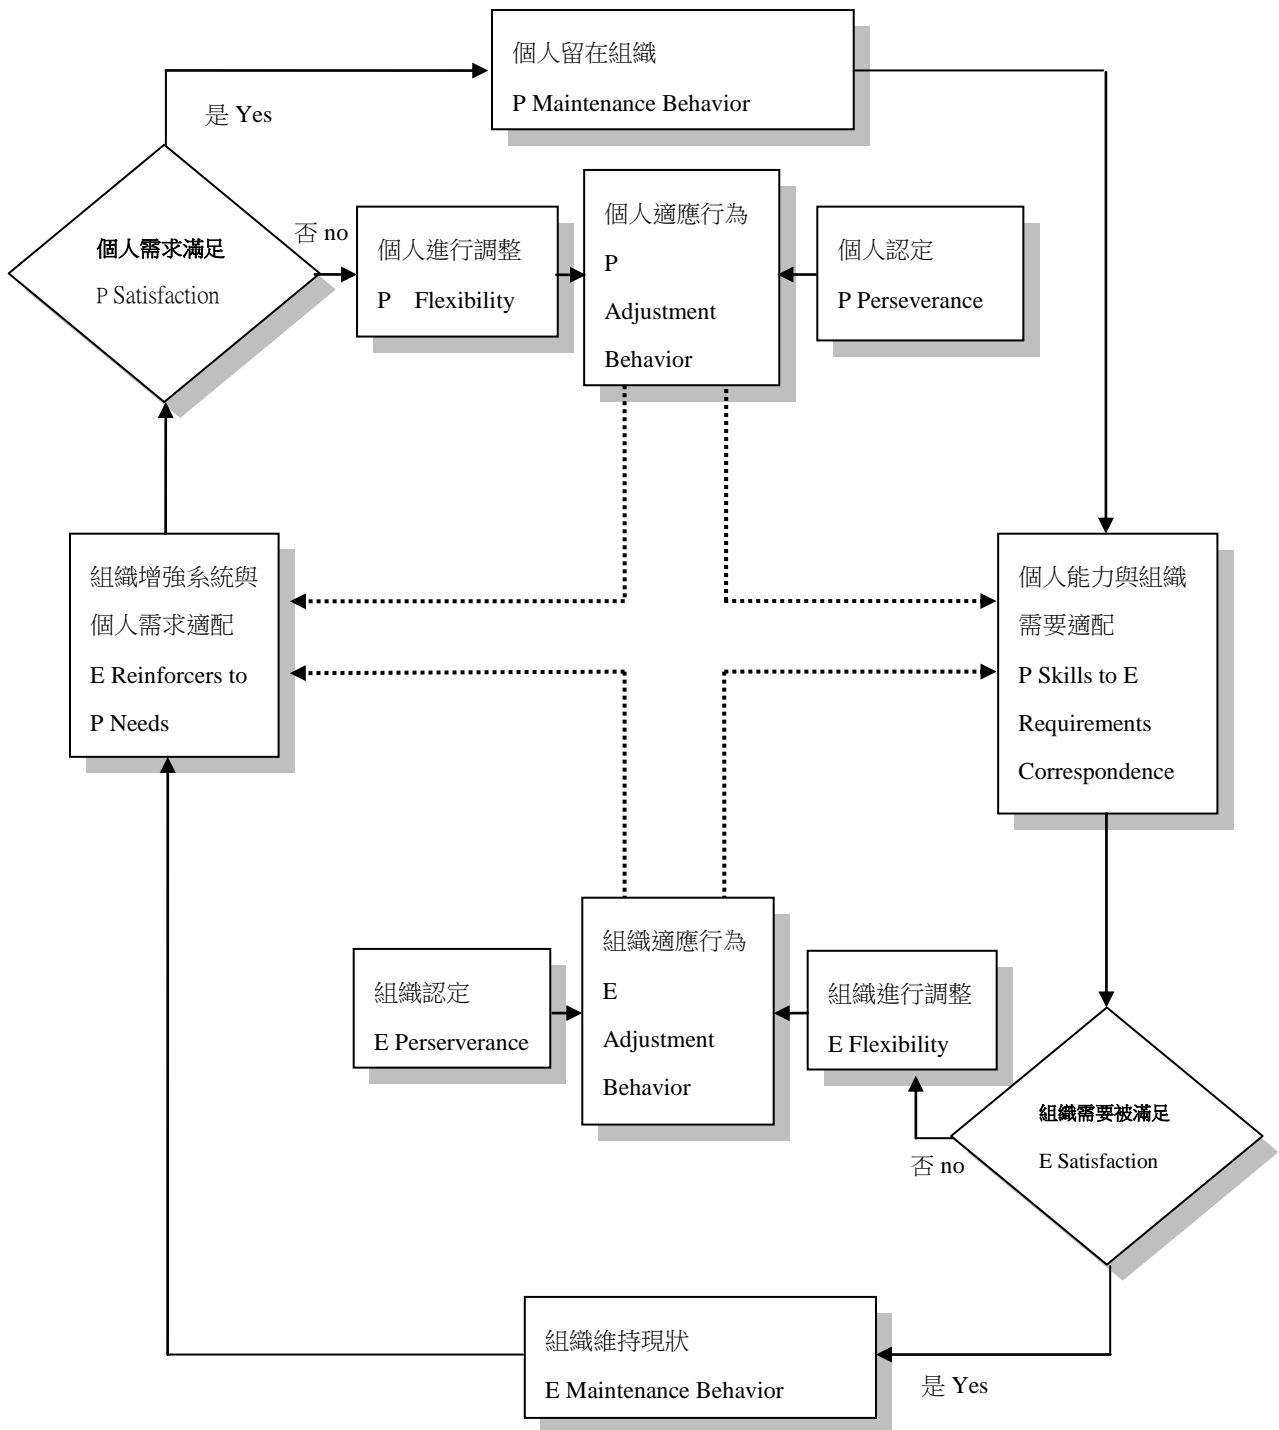 個人留在組織
P Maintenance Behavior
是 Yes
個人需求滿足
P Satisfaction
否 no
個人進行調整
P Flexibility
個人適應行為
P
Adjustment
Behavior
個人認定
P Perseverance
組織增強系統與
個人需求適配
E Reinforcers to
P Needs
個人能力與組織
需要適配
P Skills to E
Requirements
Correspondence
組織認定
E Perserverance
組織適應行為
E
Adjustment
Behavior
組織進行調整
E Flexibility
否 no
組織需要被滿足
E Satisfaction
組織維持現狀
E Maintenance Behavior
是 Yes